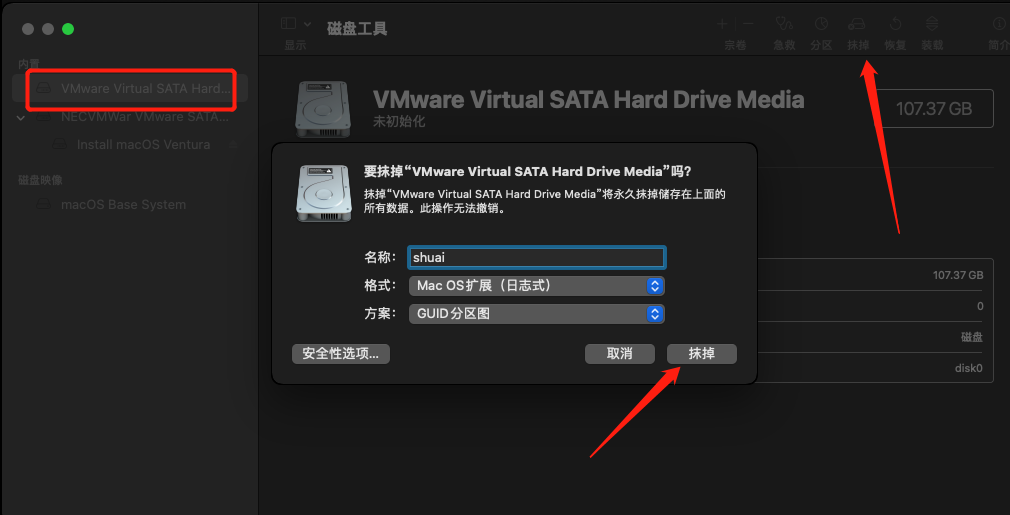 磁盘工具
显示
宗卷
急救
分区
抹掉
恢复
装载
简介
内置
VMware Virtual SATA Hard...
NECVMWar VMware SATA...
Install macOS Ventura
磁盘映像
macOS Base System
VMware Virtual SATA Hard Drive Media
未初始化
107.37 GB
要抹掉“VMware Virtual SATA Hard Drive Media”吗?
抹掉“VMware Virtual SATA Hard Drive Media”将永久抹掉储存在上面的
所有数据。此操作无法撤销。
名称: shuai
格式: Mac OS扩展（日志式）
方案: GUID分区图
安全性选项...
取消
抹掉
107.37 GB
0
磁盘
disk0